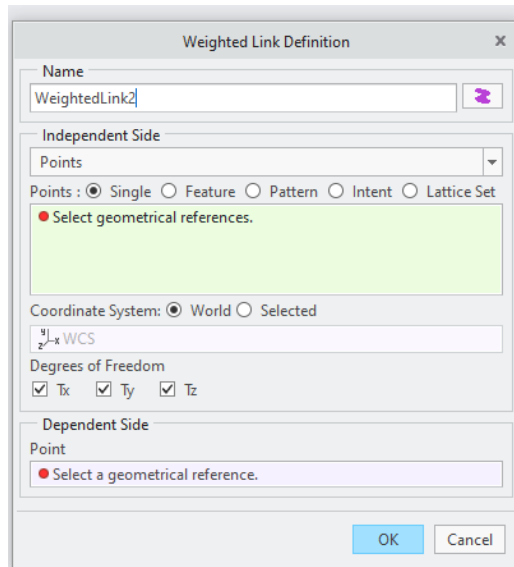 Weighted Link Definition x
Name
WeightedLink2
Independent Side
Points
Points : Single Feature Pattern Intent Lattice Set
Select geometrical references.
Coordinate System: World Selected
y z x WCS
Degrees of Freedom
Tx Ty Tz
Dependent Side
Point
Select a geometrical reference.
OK Cancel